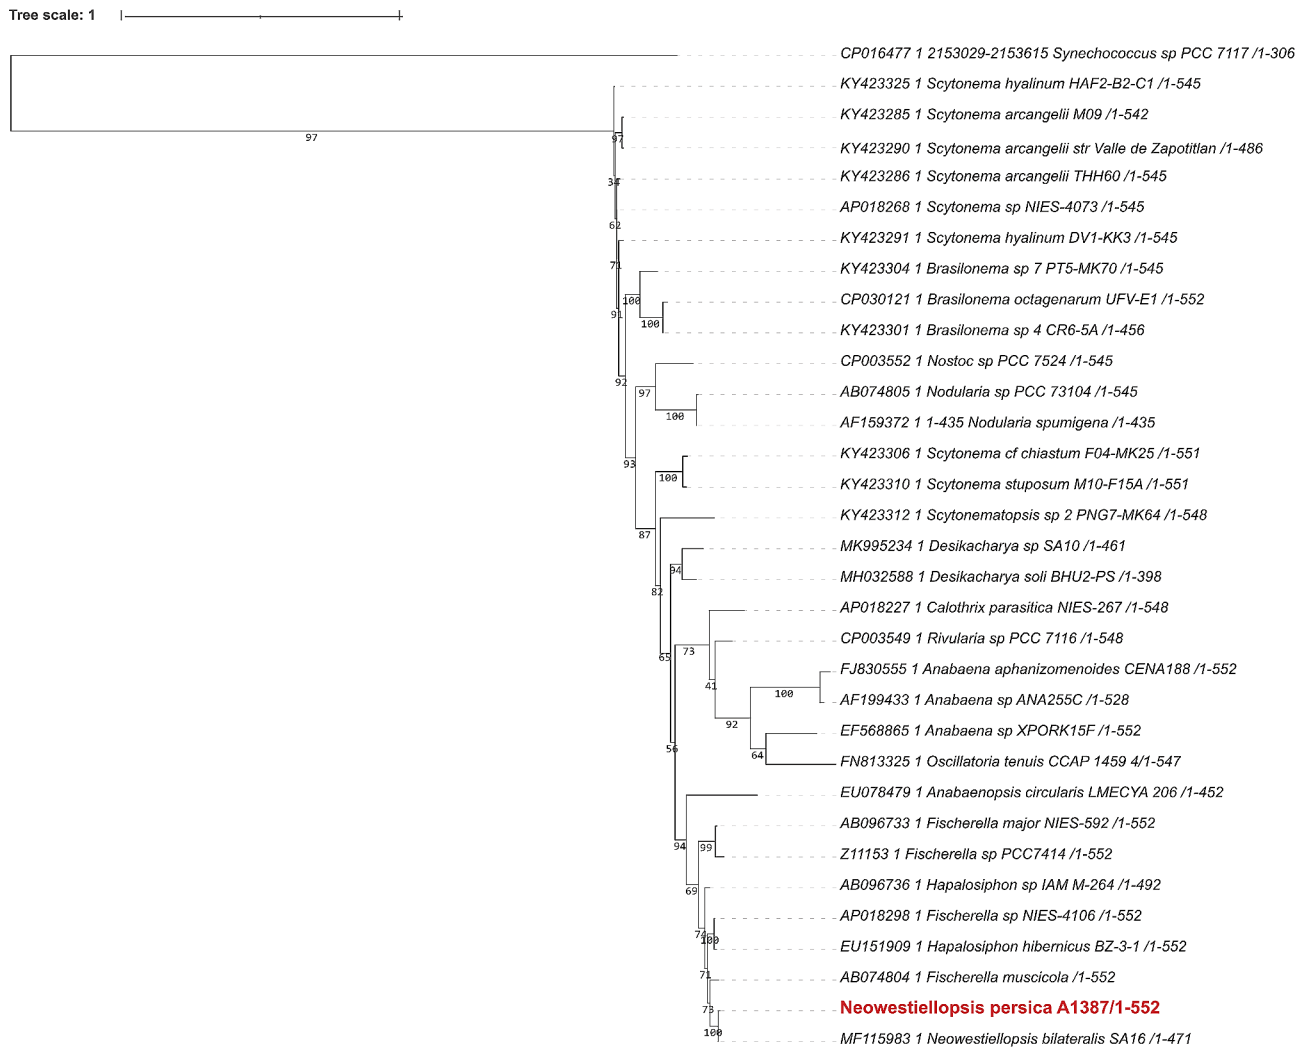 Tree scale: 1
CP016477 1 2153029-2153615 Synechococcus sp PCC 7117 /1-306
KY423325 1 Scytonema hyalinum HAF2-B2-C1 /1-545
KY423285 1 Scytonema arcangelii M09 /1-542
97
97
KY423290 1 Scytonema arcangelii str Valle de Zapotitlan /1-486
KY423286 1 Scytonema arcangelii THH60 /1-545
34
AP018268 1 Scytonema sp NIES-4073 /1-545
62
KY423291 1 Scytonema hyalinum DV1-KK3 /1-545
71
KY423304 1 Brasilonema sp 7 PT5-MK70 /1-545
100
CP030121 1 Brasilonema octagenarum UFV-E1 /1-552
91
100
KY423301 1 Brasilonema sp 4 CR6-5A /1-456
CP003552 1 Nostoc sp PCC 7524 /1-545
92
97
AB074805 1 Nodularia sp PCC 73104 /1-545
100
AF159372 1 1-435 Nodularia spumigena /1-435
KY423306 1 Scytonema cf chiastum F04-MK25 /1-551
93
100
KY423310 1 Scytonema stuposum M10-F15A /1-551
KY423312 1 Scytonematopsis sp 2 PNG7-MK64 /1-548
87
MK995234 1 Desikacharya sp SA10 /1-461
94
MH032588 1 Desikacharya soli BHU2-PS /1-398
82
AP018227 1 Calothrix parasitica NIES-267 /1-548
CP003549 1 Rivularia sp PCC 7116 /1-548
73
65
FJ830555 1 Anabaena aphanizomenoides CENA188 /1-552
41
100
AF199433 1 Anabaena sp ANA255C /1-528
92
EF568865 1 Anabaena sp XPORK15F /1-552
56
64
FN813325 1 Oscillatoria tenuis CCAP 1459 4/1-547
EU078479 1 Anabaenopsis circularis LMECYA 206 /1-452
AB096733 1 Fischerella major NIES-592 /1-552
94
99
Z11153 1 Fischerella sp PCC7414 /1-552
AB096736 1 Hapalosiphon sp IAM M-264 /1-492
69
AP018298 1 Fischerella sp NIES-4106 /1-552
74
100
EU151909 1 Hapalosiphon hibernicus BZ-3-1 /1-552
71
AB074804 1 Fischerella muscicola /1-552
73
Neowestiellopsis persica A1387/1-552
100
MF115983 1 Neowestiellopsis bilateralis SA16 /1-471